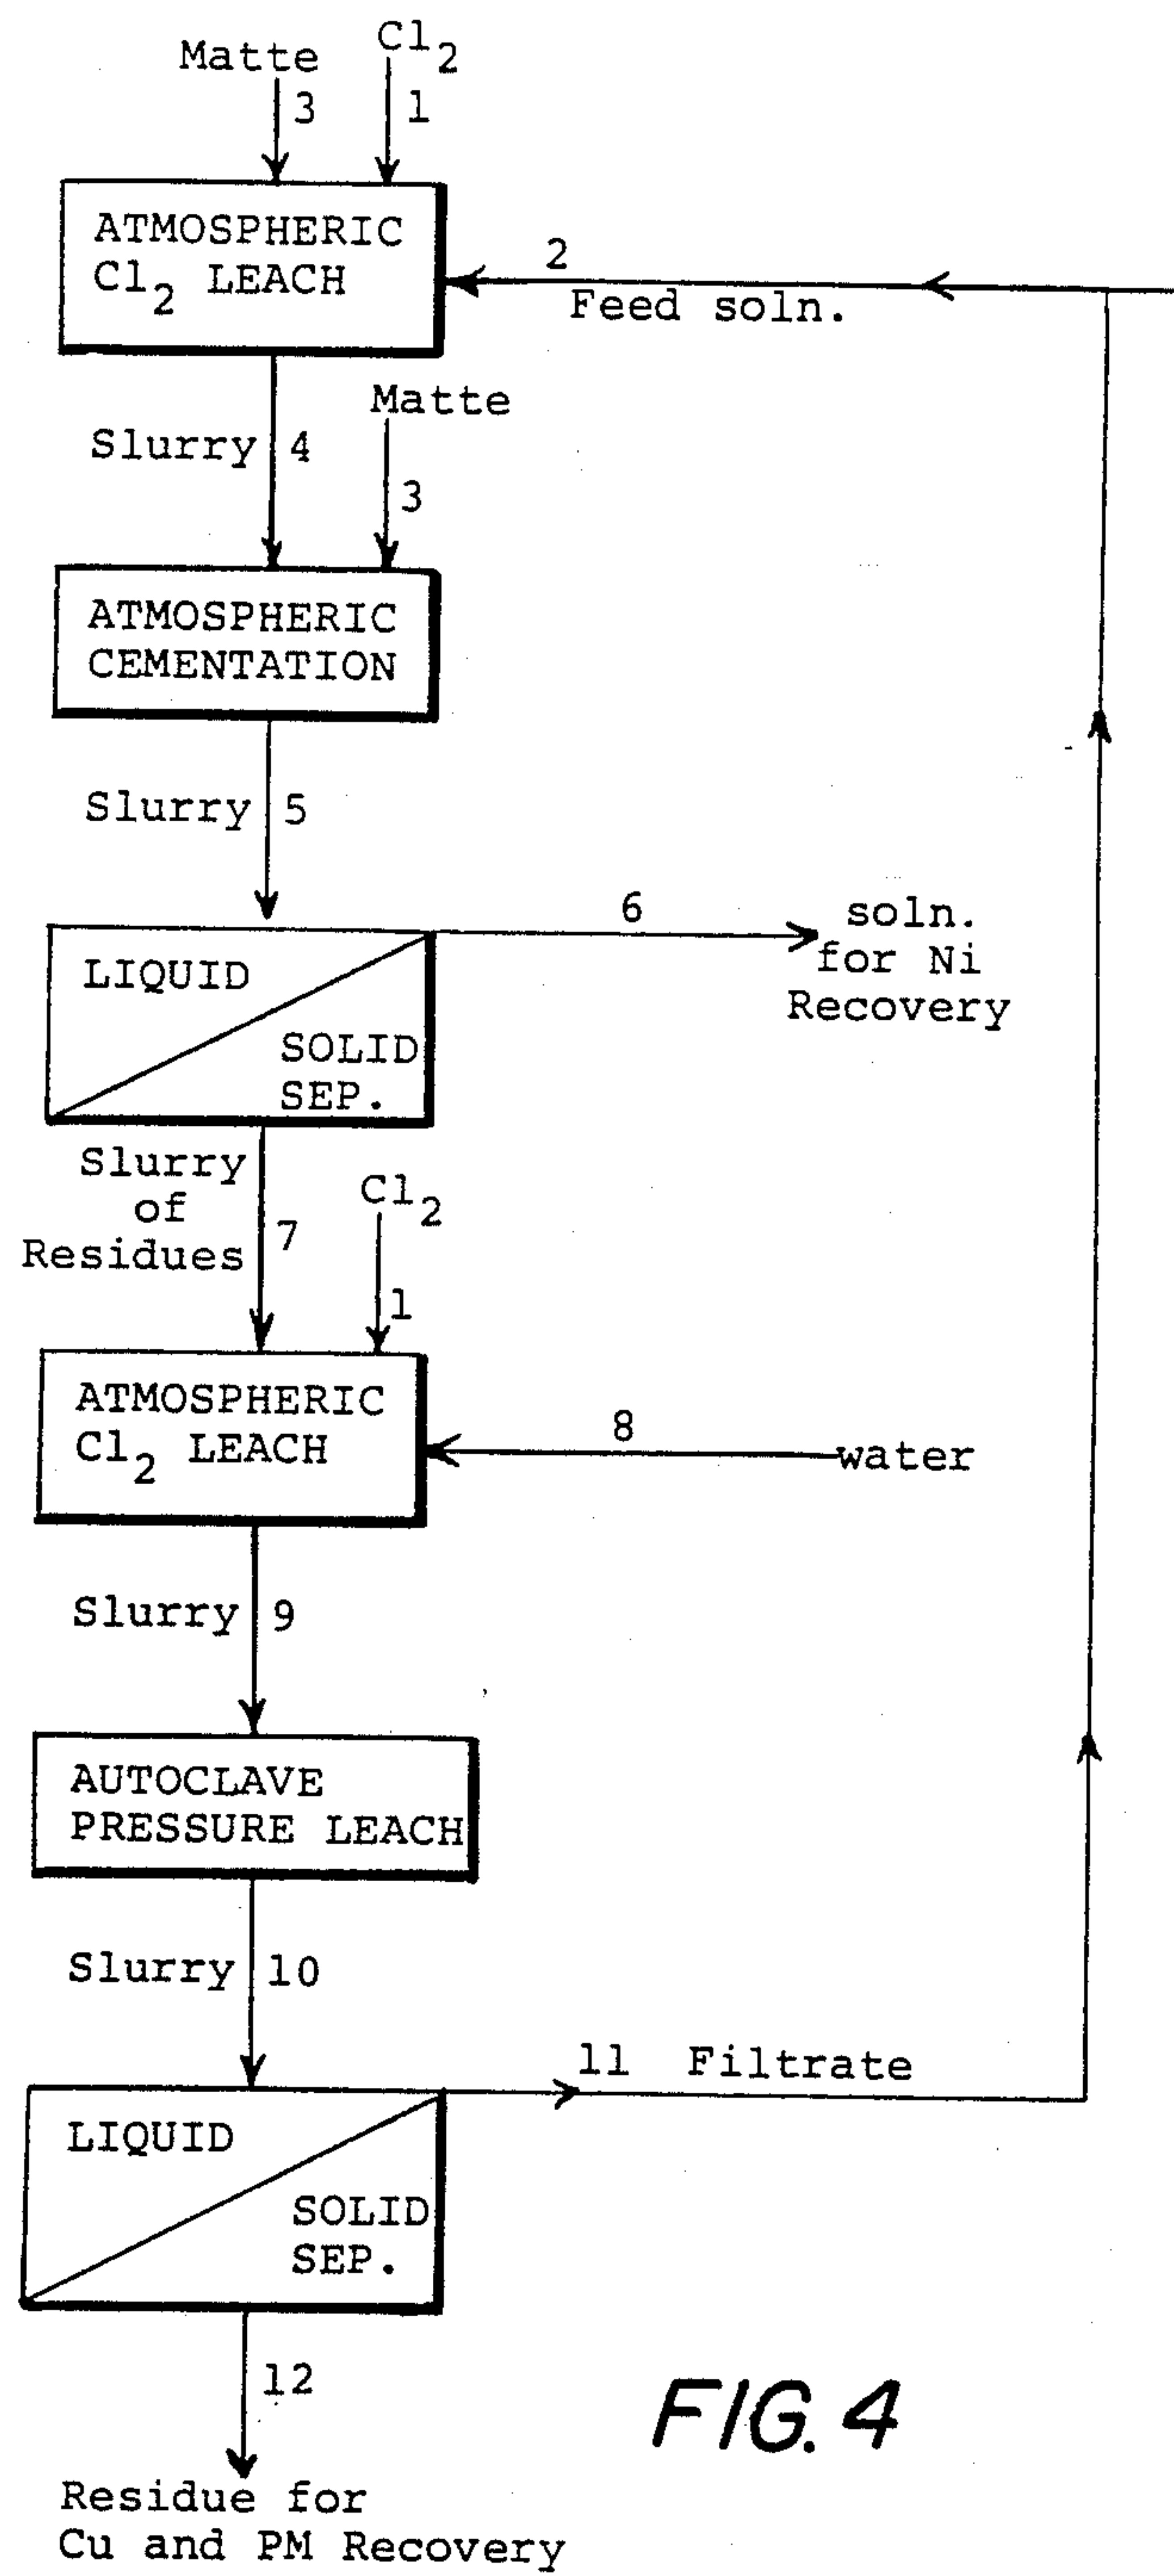 Matte
Cl2
3
1
ATMOSPHERIC
Cl2 LEACH
2
Feed soln.
Matte
Slurry 4
3
ATMOSPHERIC
CEMENTATION
Slurry 5
6
soln.
for Ni
Recovery
LIQUID
SOLID
SEP.
Slurry
of
Residues
7
Cl2
1
ATMOSPHERIC
Cl2 LEACH
8
water
Slurry 9
AUTOCLAVE
PRESSURE LEACH
Slurry 10
11 Filtrate
LIQUID
SOLID
SEP.
12
FIG. 4
Residue for
Cu and PM Recovery